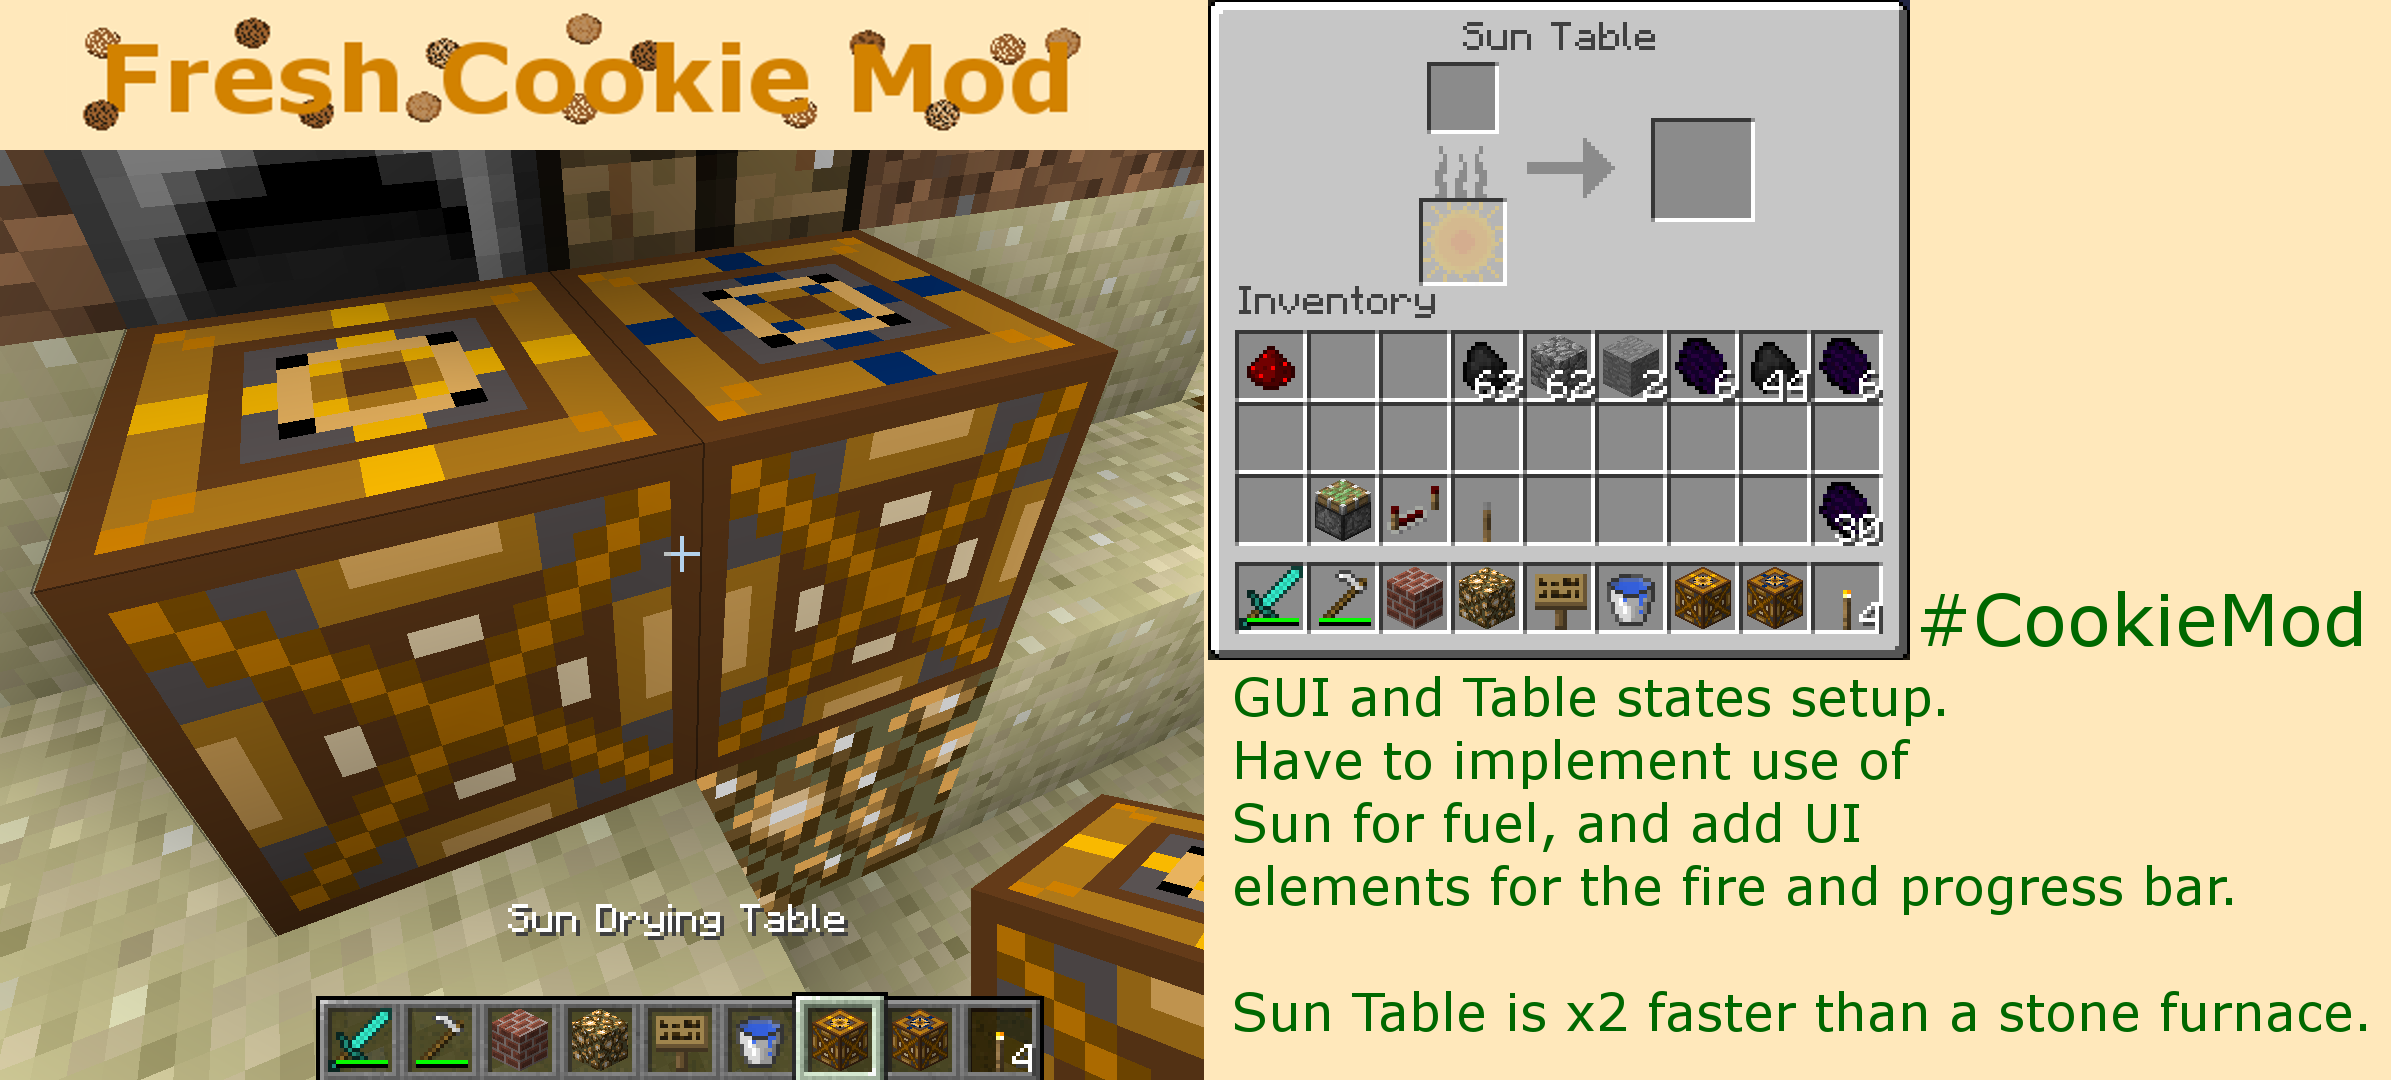 Fresh Cookie Mod
Sun Table
Inventory
63
62
2
6
44
6
30
4
#CookieMod
GUI and Table states setup.
Have to implement use of
Sun for fuel, and add UI
elements for the fire and progress bar.
Sun Table is x2 faster than a stone furnace.
Sun Drying Table
4